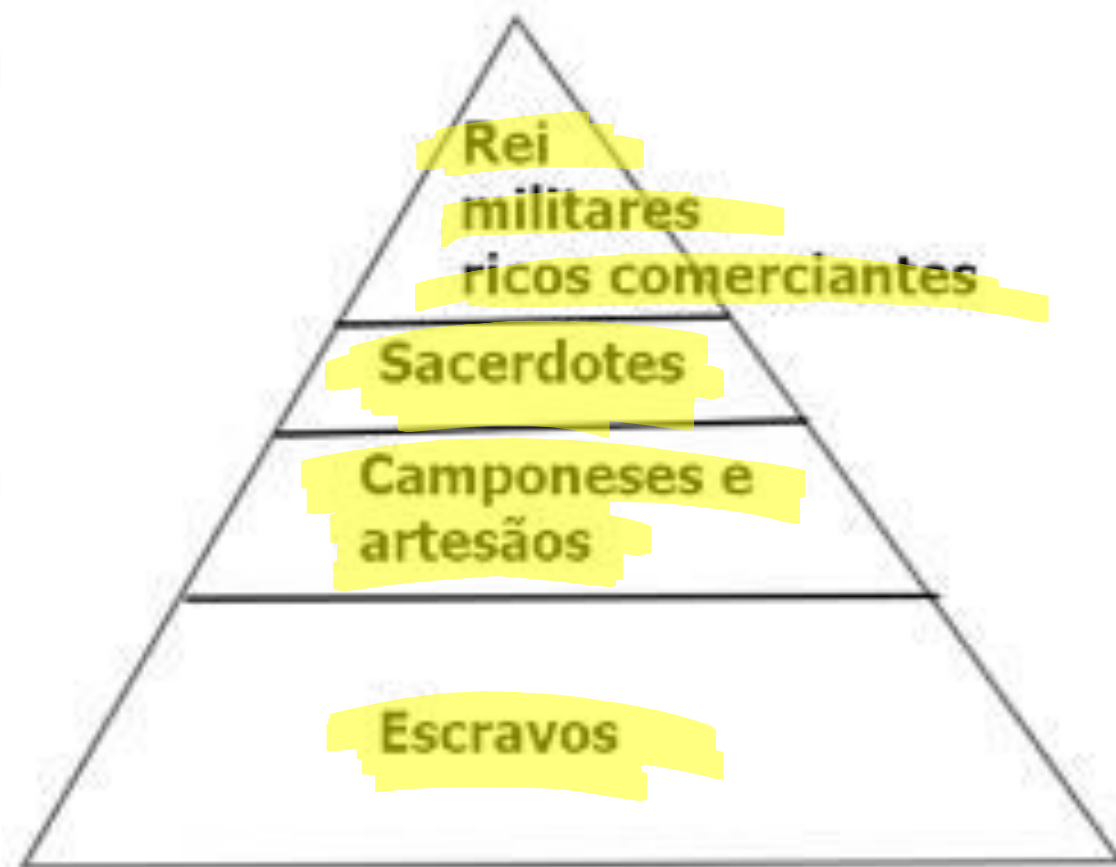 Rei
militares
ricos comerciantes
Sacerdotes
Camponeses e
artesãos
Escravos